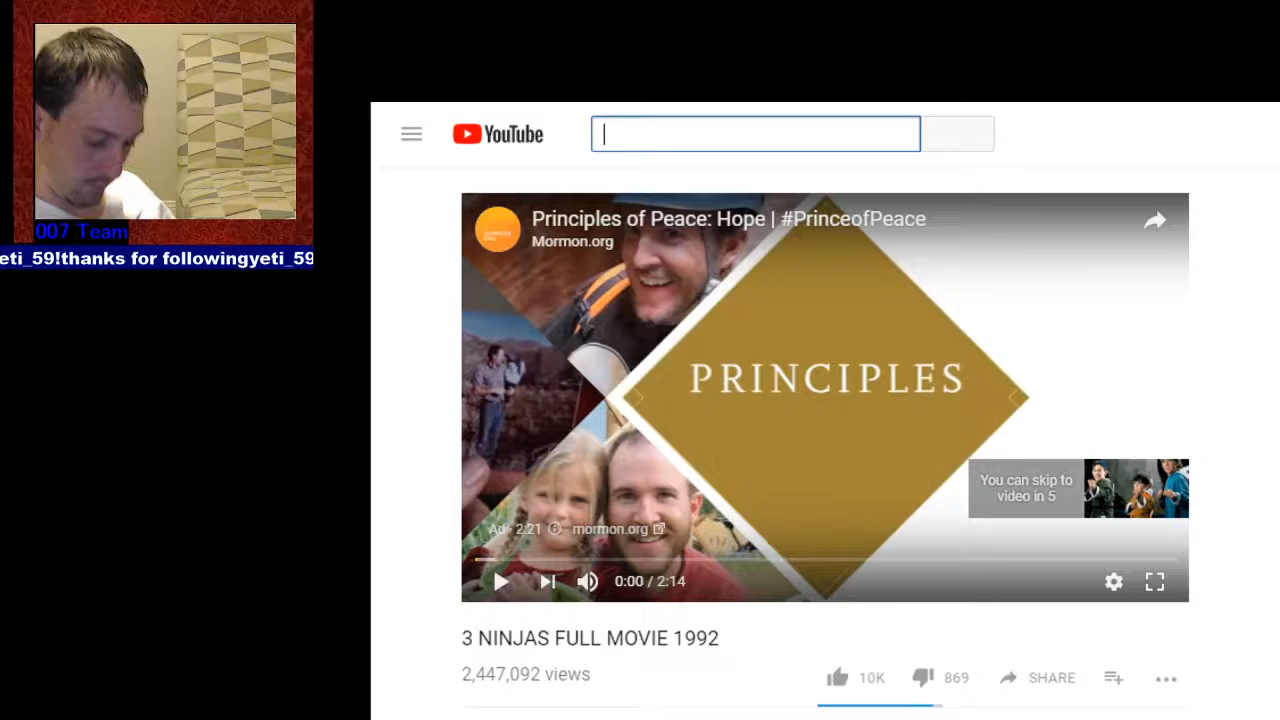 007 Team
eti_59!thanks for followingyeti_59
YouTube
Principles of Peace: Hope | #PrinceofPeace
Mormon.org
PRINCIPLES
You can skip to
video in 5
Ad · 2:21 mormon.org
0:00 / 2:14
3 NINJAS FULL MOVIE 1992
2,447,092 views
10K 869 SHARE